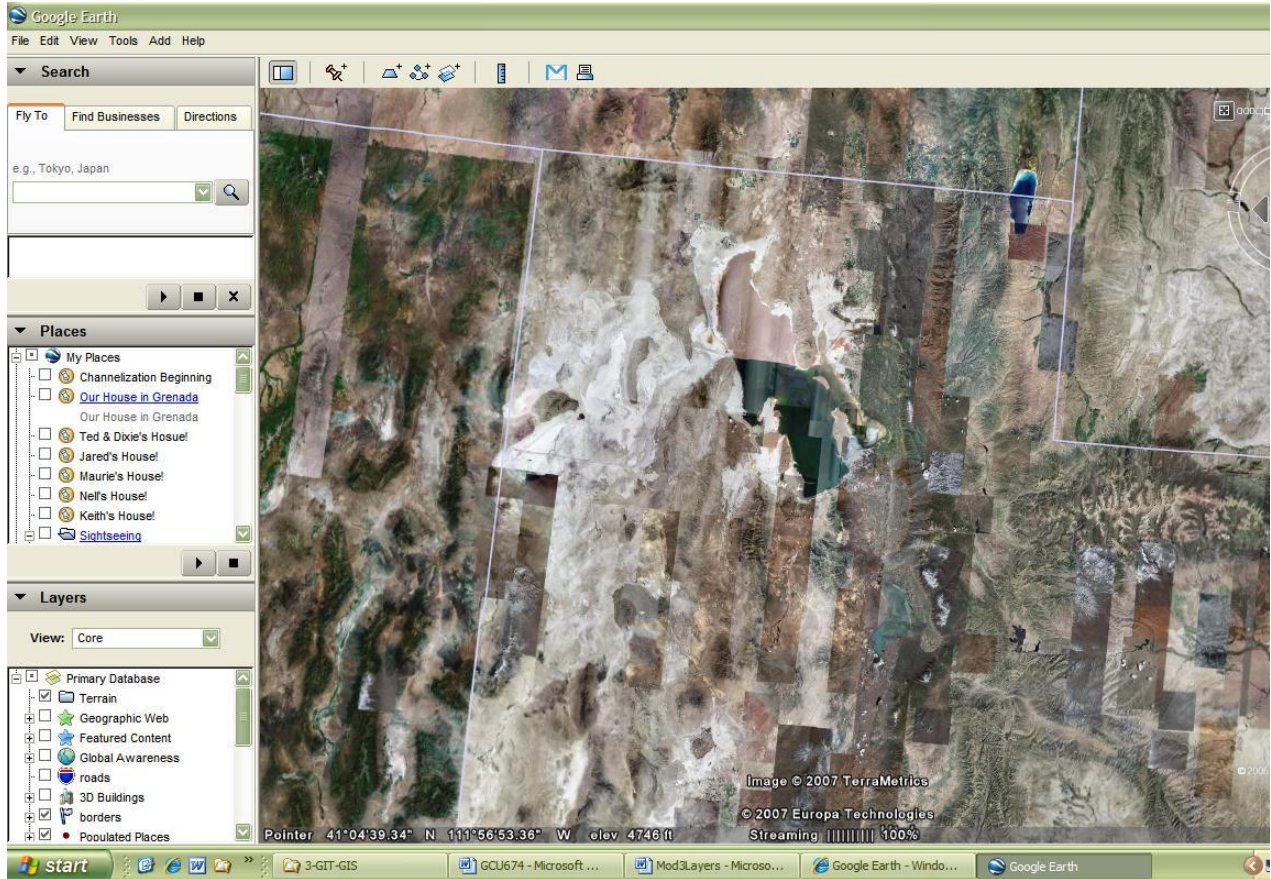 Google Earth
File Edit View Tools Add Help
Search
Fly To Find Businesses Directions
e.g., Tokyo, Japan
Places
My Places
Channelization Beginning
Our House in Grenada
Our House in Grenada
Ted & Dixie's Hosue!
Jared's House!
Maurie's House!
Nell's House!
Keith's House!
Sightseeing
Layers
View: Core
Primary Database
Terrain
Geographic Web
Featured Content
Global Awareness
roads
3D Buildings
borders
Populated Places
Image © 2007 TerraMetrics
© 2007 Europa Technologies
Pointer 41°04'39.34" N 111°56'53.36" W elev 4746 ft Streaming |||||||||| 100%
start 3-GIT-GIS GCU674 - Microsoft ... Mod3Layers - Microso... Google Earth - Windo... Google Earth